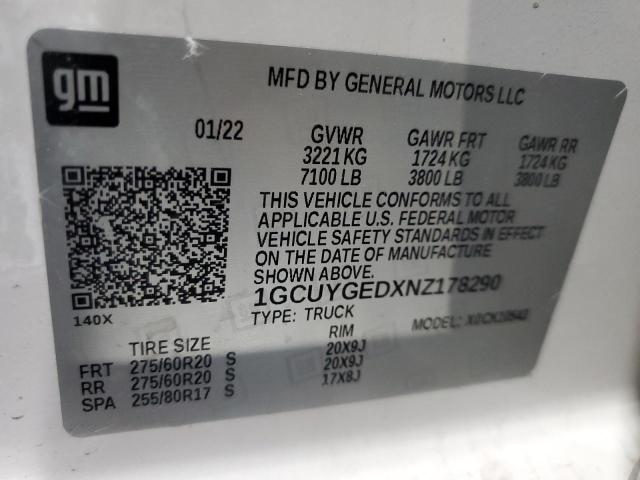 gm
MFD BY GENERAL MOTORS LLC
01/22
GVWR GAWR FRT GAWR RR
3221 KG 1724 KG 1724 KG
7100 LB 3800 LB 3800 LB
THIS VEHICLE CONFORMS TO ALL
APPLICABLE U.S. FEDERAL MOTOR
VEHICLE SAFETY STANDARDS IN EFFECT
ON THE DATE OF MANUFACTURE
SHOWN ABOVE.
1GCUYGEDXNZ178290
140X
TYPE: TRUCK MODEL:
TIRE SIZE RIM
FRT 275/60R20 S 20X9J
RR 275/60R20 S 20X9J
SPA 255/80R17 S 17X8J